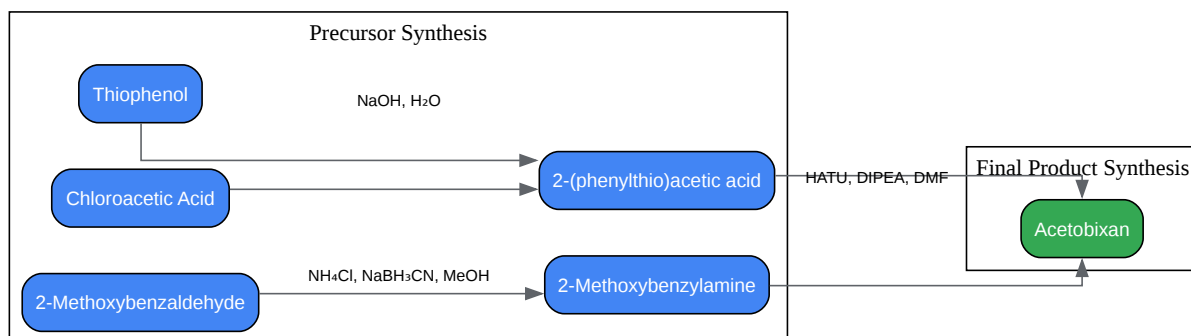 Precursor Synthesis
Thiophenol
NaOH, H₂O
Chloroacetic Acid
2-(phenylthio)acetic acid
HATU, DIPEA, DMF
Final Product Synthesis
Acetobixan
2-Methoxybenzaldehyde
NH₄Cl, NaBH₃CN, MeOH
2-Methoxybenzylamine